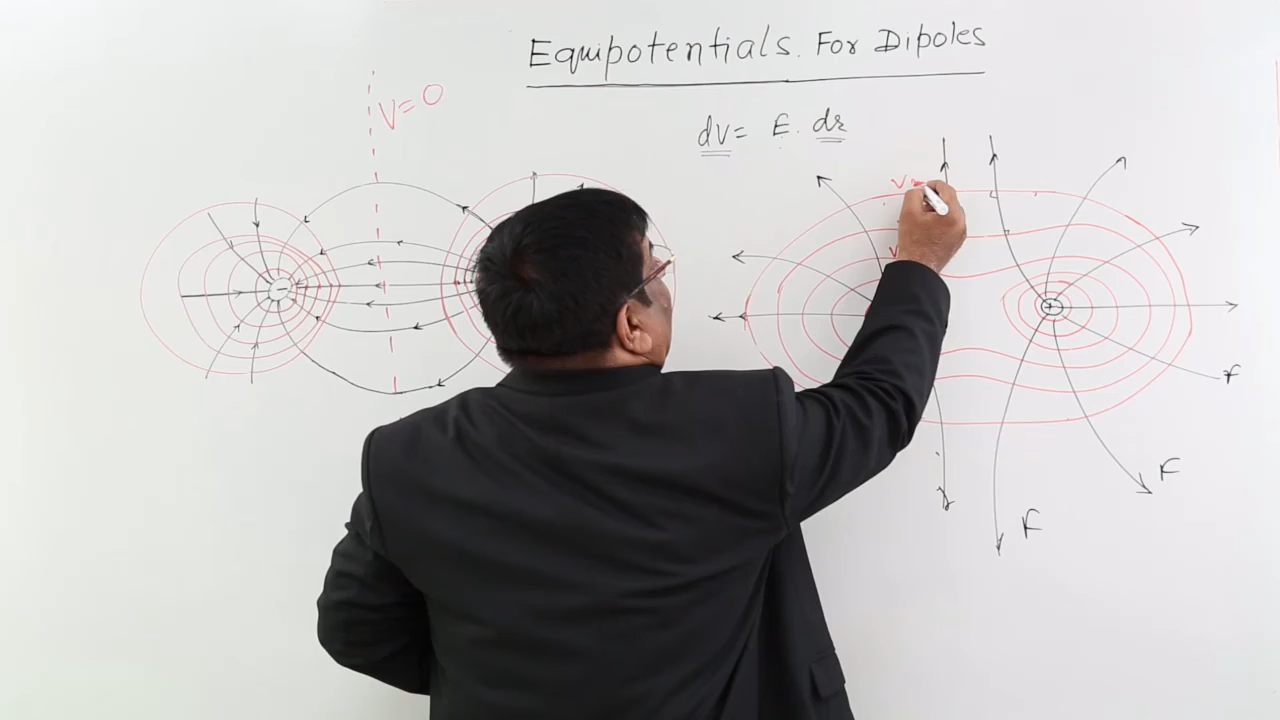 Equipotentials. For Dipoles
dV = E. dr
V = 0
V=
V
-
+